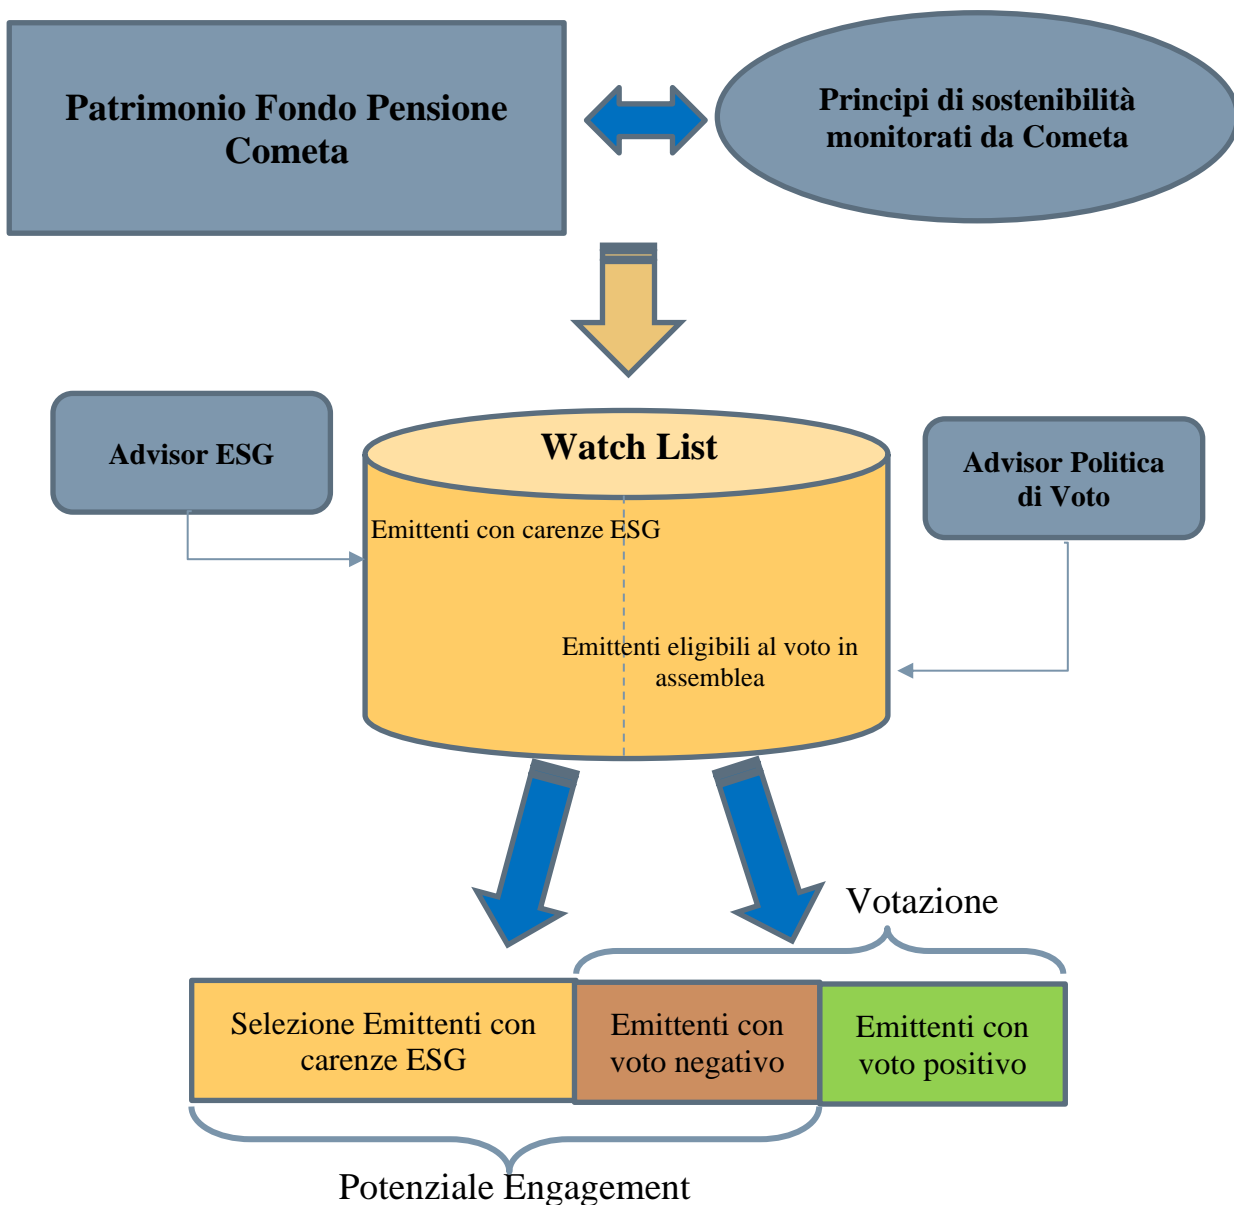 Patrimonio Fondo Pensione
Cometa
Principi di sostenibilità
monitorati da Cometa
Advisor ESG
Watch List
Advisor Politica
di Voto
Emittenti con carenze ESG
Emittenti eligibili al voto in
assemblea
Votazione
Selezione Emittenti con
carenze ESG
Emittenti con
voto negativo
Emittenti con
voto positivo
Potenziale Engagement